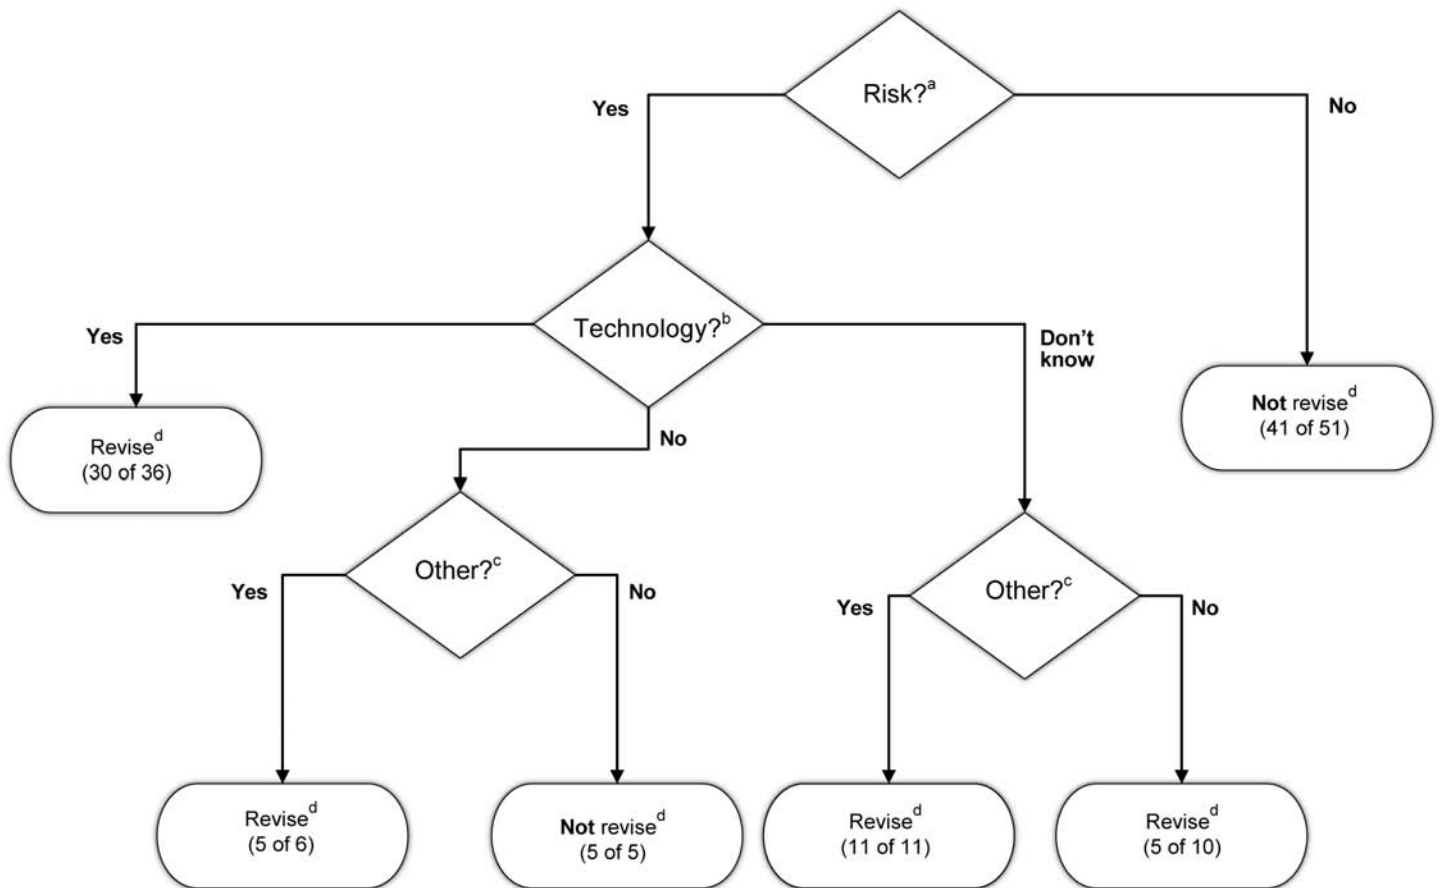 Risk?a
Yes
No
Technology?b
Yes
Don't
know
Not revised
(41 of 51)
Revised
(30 of 36)
No
Other?c
Yes
No
Other?c
Yes
No
Revised
(5 of 6)
Not revised
(5 of 5)
Revised
(11 of 11)
Revised
(5 of 10)